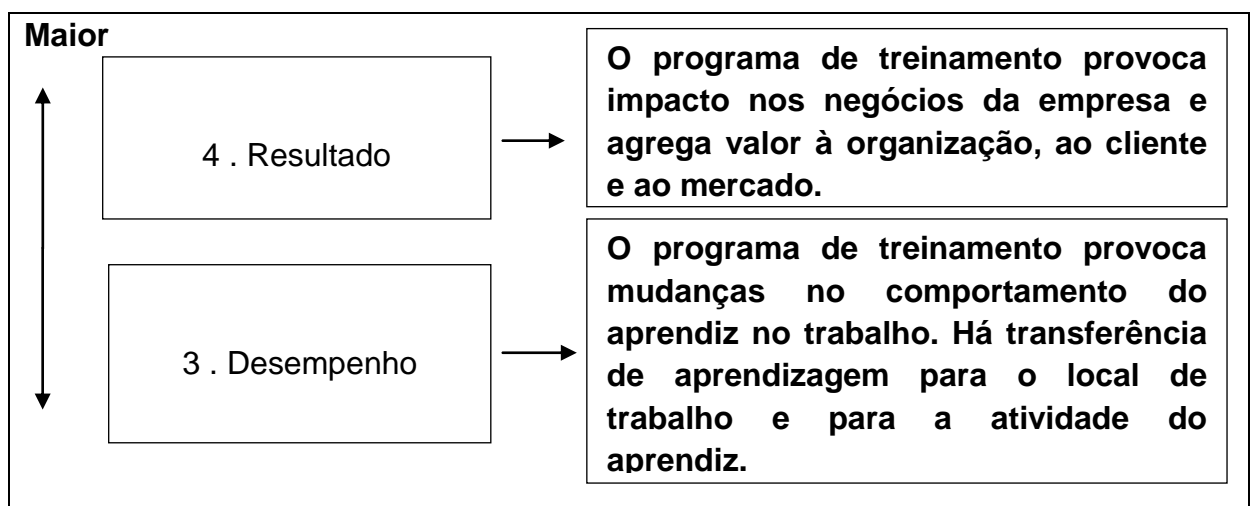 Maior
4 . Resultado
O programa de treinamento provoca
impacto nos negócios da empresa e
agrega valor à organização, ao cliente
e ao mercado.
3 . Desempenho
O programa de treinamento provoca
mudanças no comportamento do
aprendiz no trabalho. Há transferência
de aprendizagem para o local de
trabalho e para a atividade do
aprendiz.